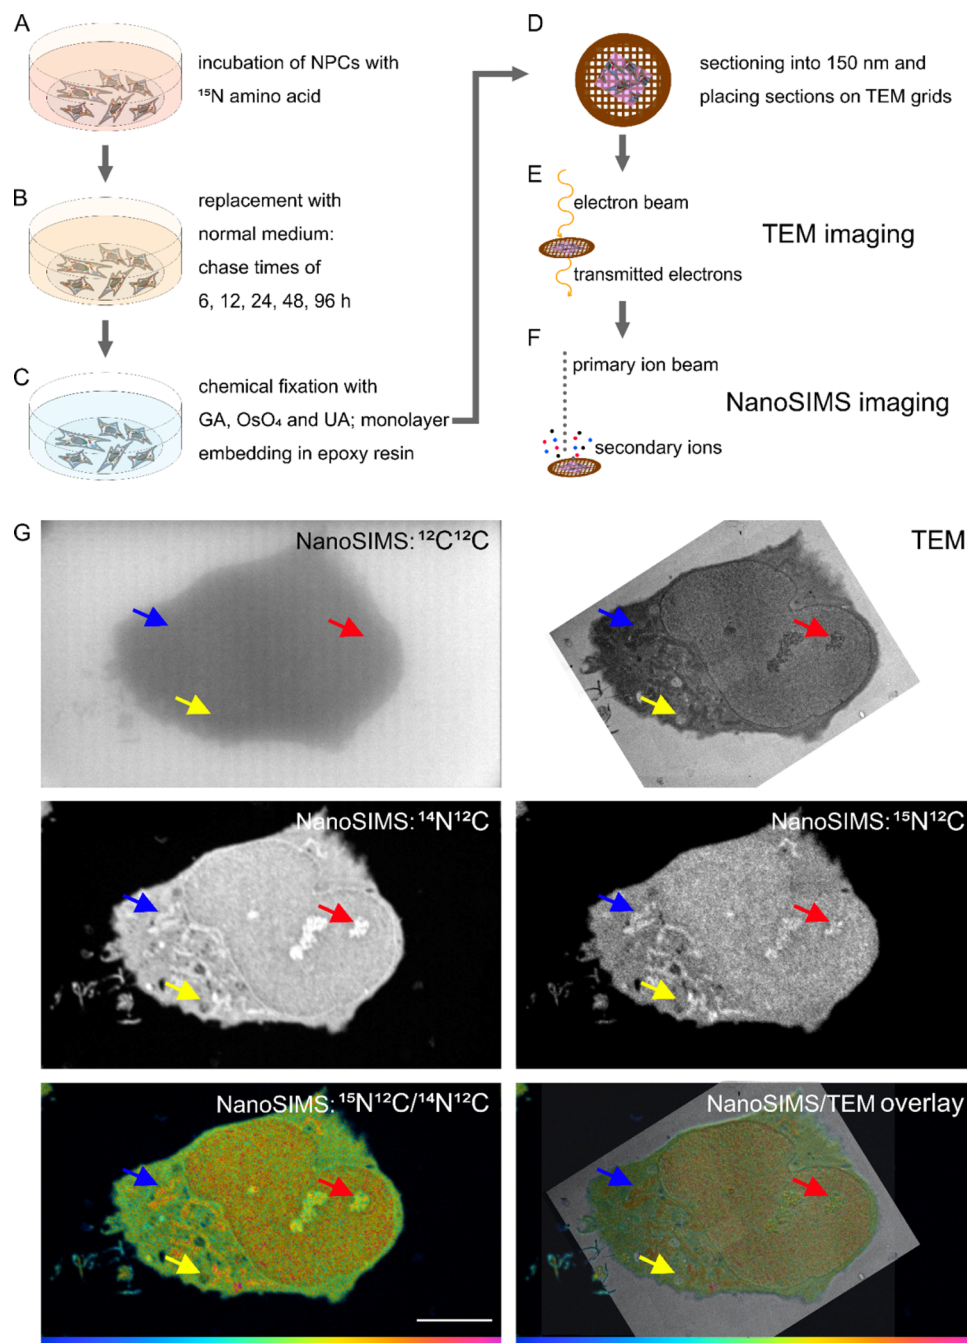 A
incubation of NPCs with
¹⁵N amino acid
B
replacement with
normal medium:
chase times of
6, 12, 24, 48, 96 h
C
chemical fixation with
GA, OsO₄ and UA; monolayer
embedding in epoxy resin
D
sectioning into 150 nm and
placing sections on TEM grids
E
electron beam
TEM imaging
transmitted electrons
F
primary ion beam
NanoSIMS imaging
secondary ions
G
NanoSIMS: ¹²C¹²C
TEM
NanoSIMS: ¹⁴N¹²C
NanoSIMS: ¹⁵N¹²C
NanoSIMS: ¹⁵N¹²C/¹⁴N¹²C
NanoSIMS/TEM overlay